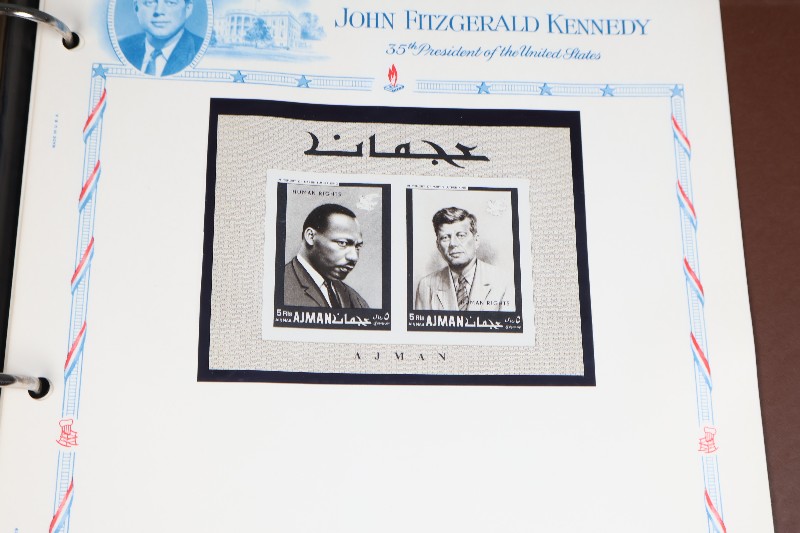 JOHN FITZGERALD KENNEDY
35th President of the United States
عجمان
HUMAN RIGHTS
HUMAN RIGHTS
5 Rls
AJMAN عجمان
5 Rls
AJMAN عجمان
AJMAN